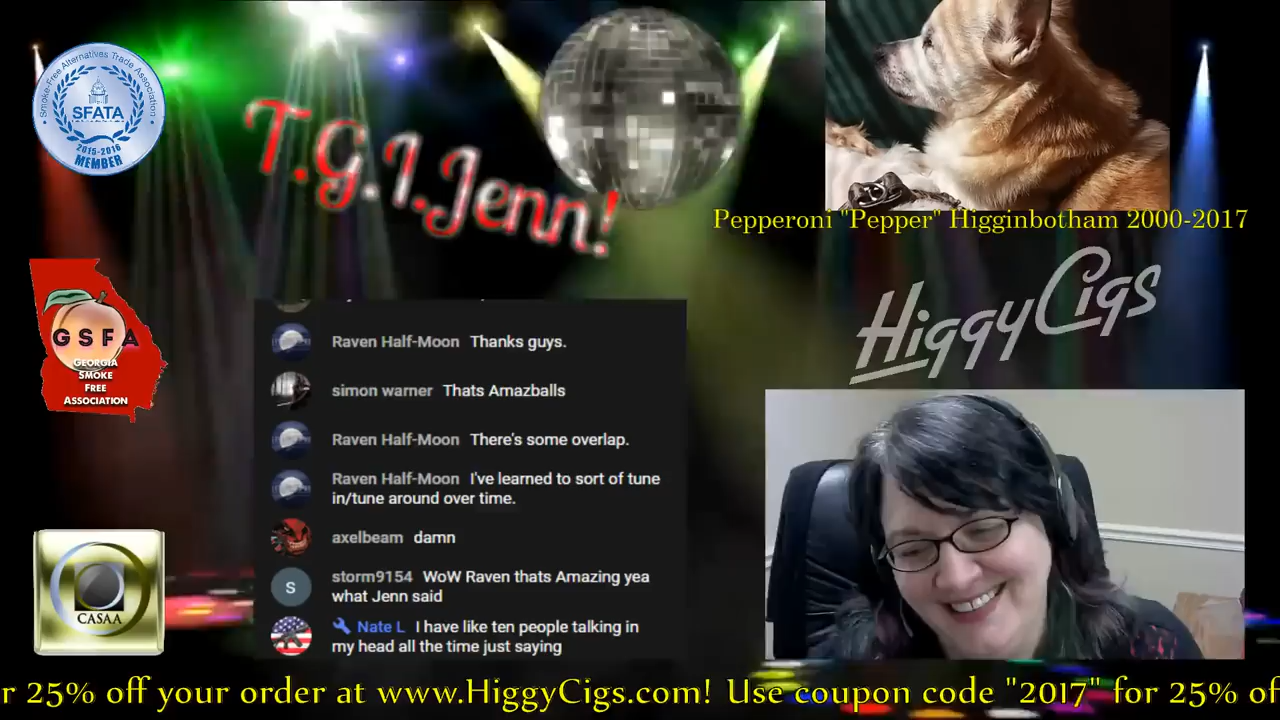 Smoke-Free Alternatives Trade Association
SFATA
2015-2016
MEMBER
T.G.I.Jenn!
Pepperoni "Pepper" Higginbotham 2000-2017
HiggyCigs
GSFA
GEORGIA
SMOKE
FREE
ASSOCIATION
Raven Half-Moon Thanks guys.
simon warner Thats Amazballs
Raven Half-Moon There's some overlap.
Raven Half-Moon I've learned to sort of tune
in/tune around over time.
axelbeam damn
S
storm9154 WoW Raven thats Amazing yea
what Jenn said
Nate L I have like ten people talking in
my head all the time just saying
CASAA
r 25% off your order at www.HiggyCigs.com! Use coupon code "2017" for 25% of